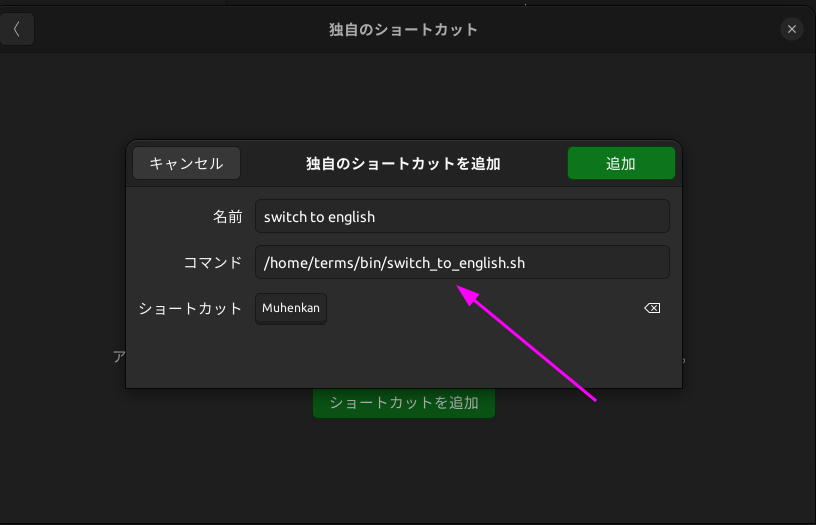 独自のショートカット
キャンセル 独自のショートカットを追加 追加
名前 switch to english
コマンド /home/terms/bin/switch_to_english.sh
ショートカット Muhenkan
ア 。
ショートカットを追加